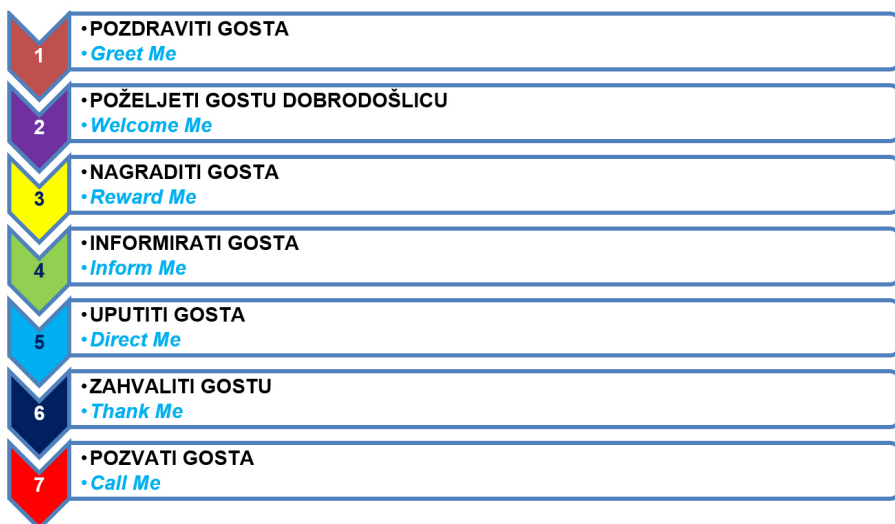 1
•POZDRAVITI GOSTA
•Greet Me
2
•POŽELJETI GOSTU DOBRODOŠLICU
•Welcome Me
3
•NAGRADITI GOSTA
•Reward Me
4
•INFORMIRATI GOSTA
•Inform Me
5
•UPUTITI GOSTA
•Direct Me
6
•ZAHVALITI GOSTU
•Thank Me
7
•POZVATI GOSTA
•Call Me